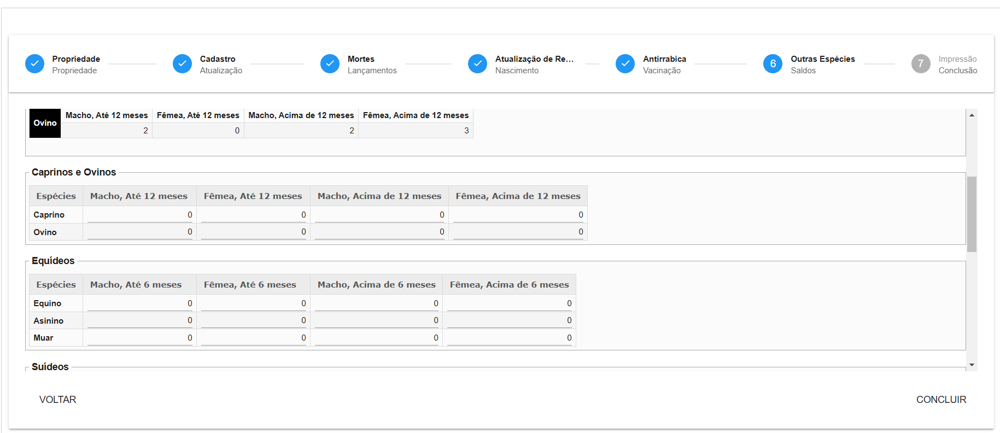 Propriedade
Propriedade
Cadastro
Atualização
Mortes
Lançamentos
Atualização de Re...
Nascimento
Antirrabica
Vacinação
6
Outras Espécies
Saldos
7
Impressão
Conclusão
Ovino Macho, Até 12 meses Fêmea, Até 12 meses Macho, Acima de 12 meses Fêmea, Acima de 12 meses
2 0 2 3
Caprinos e Ovinos
Espécies Macho, Até 12 meses Fêmea, Até 12 meses Macho, Acima de 12 meses Fêmea, Acima de 12 meses
Caprino 0 0 0 0
Ovino 0 0 0 0
Equídeos
Espécies Macho, Até 6 meses Fêmea, Até 6 meses Macho, Acima de 6 meses Fêmea, Acima de 6 meses
Equino 0 0 0 0
Asinino 0 0 0 0
Muar 0 0 0 0
Suídeos
VOLTAR CONCLUIR